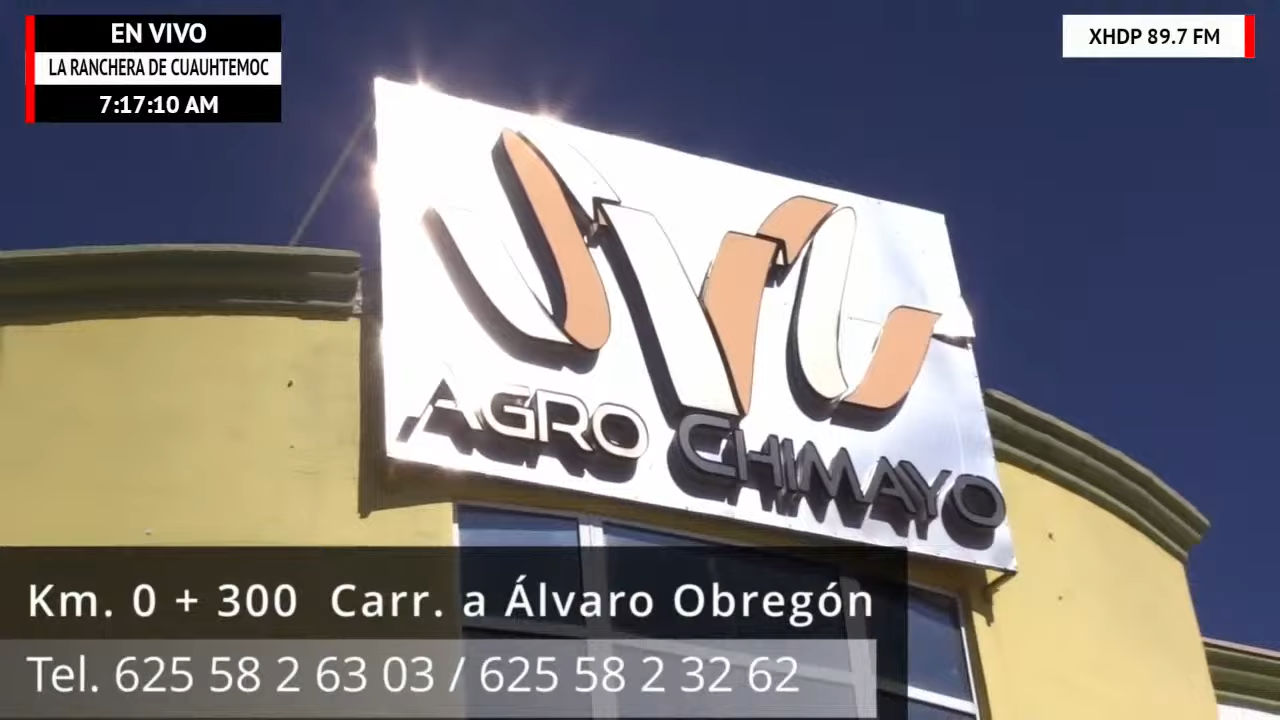 EN VIVO
LA RANCHERA DE CUAUHTEMOC
7:17:10 AM
XHDP 89.7 FM
AGRO CHIMAYO
Km. 0 + 300 Carr. a Álvaro Obregón
Tel. 625 58 2 63 03 / 625 58 2 32 62